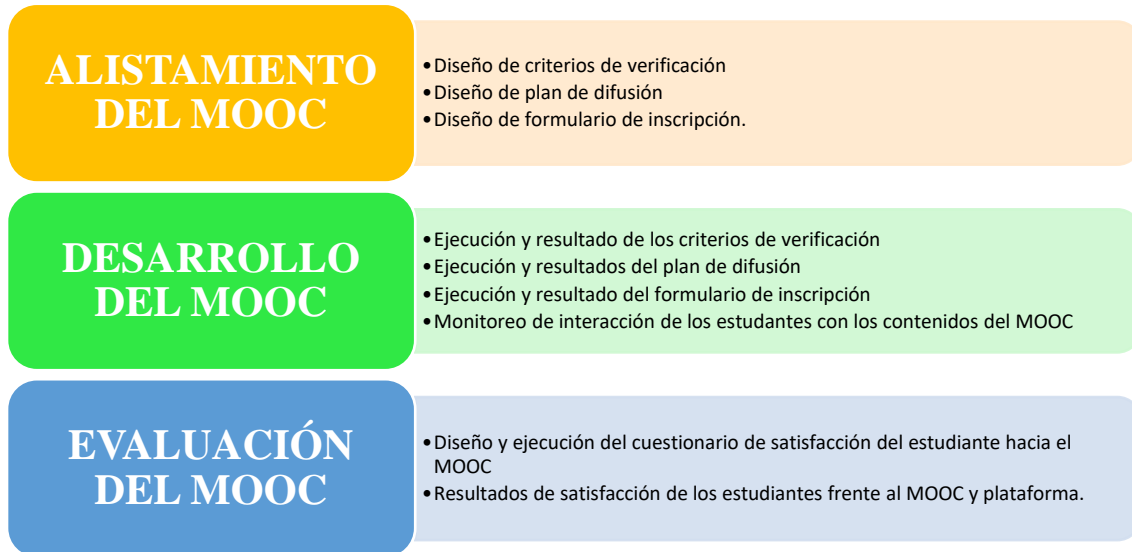 ALISTAMIENTO
DEL MOOC
•Diseño de criterios de verificación
•Diseño de plan de difusión
•Diseño de formulario de inscripción.
DESARROLLO
DEL MOOC
•Ejecución y resultado de los criterios de verificación
•Ejecución y resultados del plan de difusión
•Ejecución y resultado del formulario de inscripción
•Monitoreo de interacción de los estudantes con los contenidos del MOOC
EVALUACIÓN
DEL MOOC
•Diseño y ejecución del cuestionario de satisfacción del estudiante hacia el
MOOC
•Resultados de satisfacción de los estudiantes frente al MOOC y plataforma.